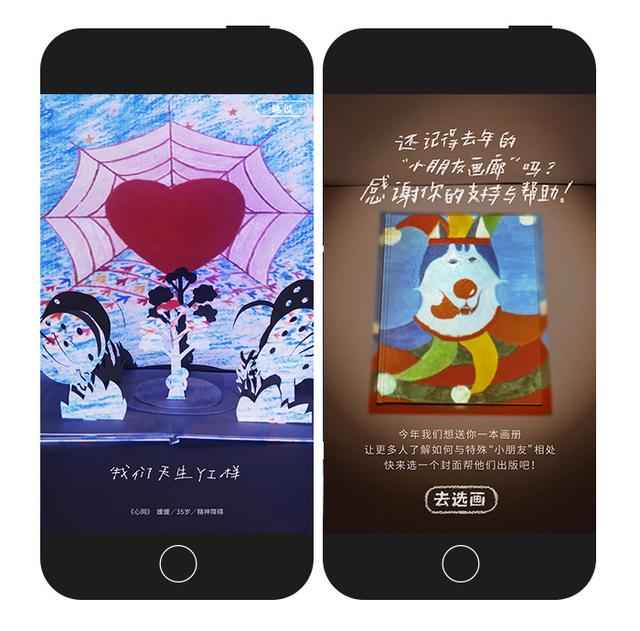 跳过
我们天生YI样
《心网》 媛媛／35岁／精神障碍
还记得去年的
“小朋友画廊”吗？
感谢你的支持与帮助！
今年我们想送你一本画册
让更多人了解如何与特殊“小朋友”相处
快来选一个封面帮他们出版吧！
去选画